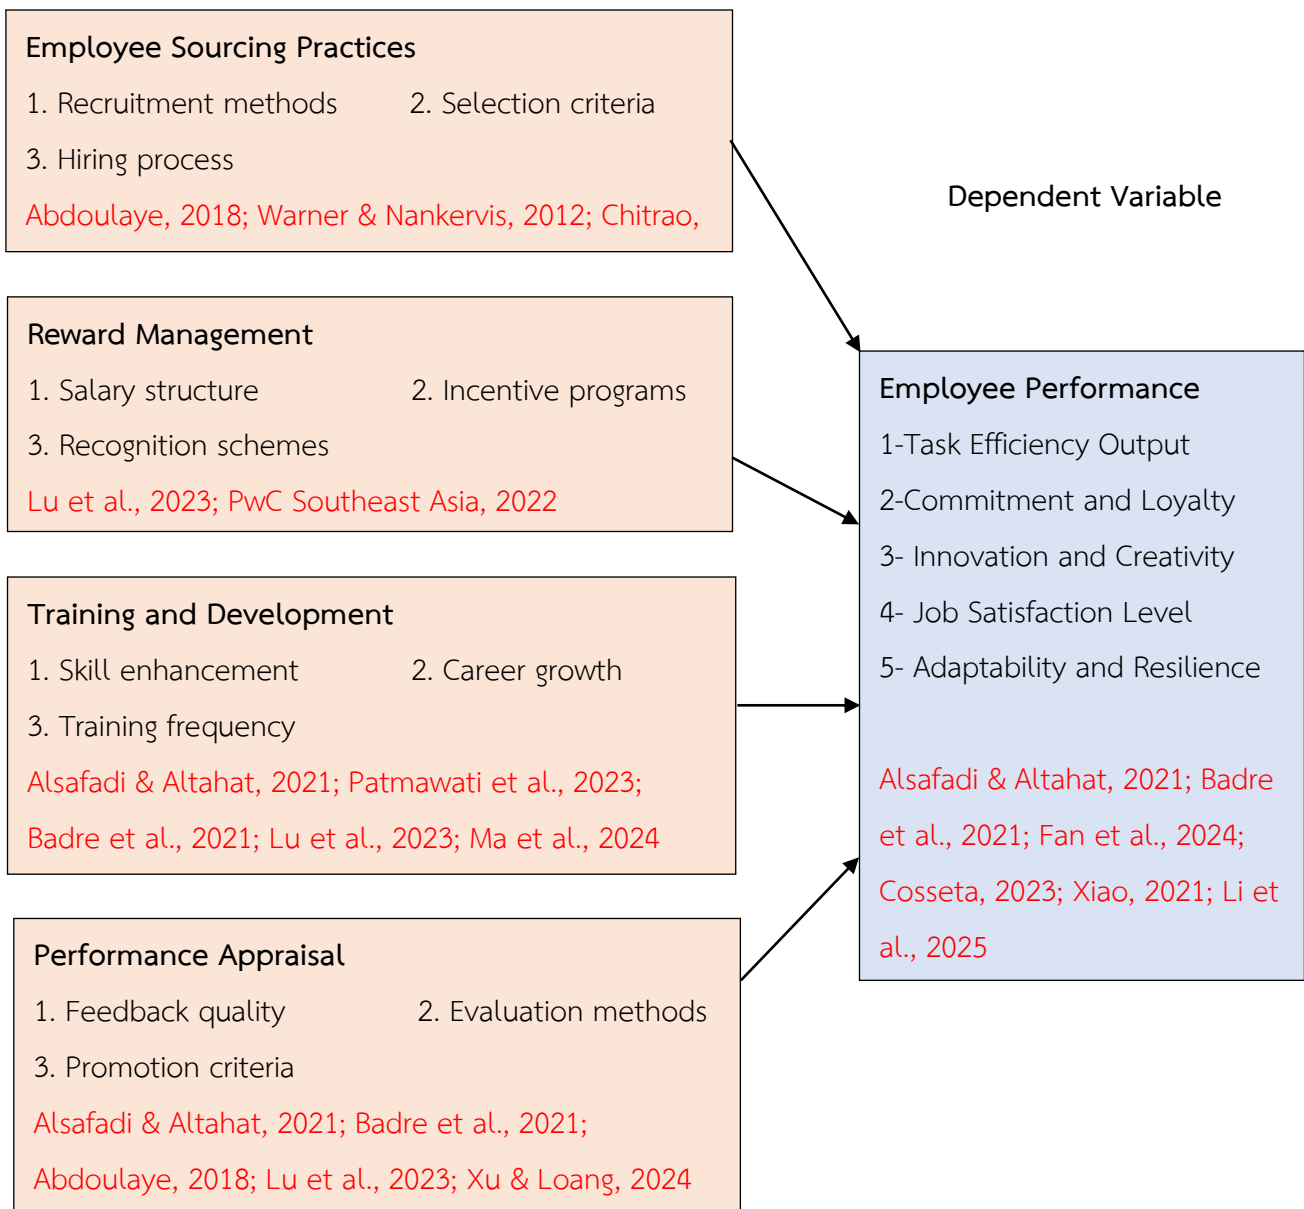 Employee Sourcing Practices
1. Recruitment methods 2. Selection criteria
3. Hiring process
Abdoulaye, 2018; Warner & Nankervis, 2012; Chitrao,
Dependent Variable
Reward Management
1. Salary structure 2. Incentive programs
3. Recognition schemes
Lu et al., 2023; PwC Southeast Asia, 2022
Training and Development
1. Skill enhancement 2. Career growth
3. Training frequency
Alsafadi & Altahat, 2021; Patmawati et al., 2023;
Badre et al., 2021; Lu et al., 2023; Ma et al., 2024
Performance Appraisal
1. Feedback quality 2. Evaluation methods
3. Promotion criteria
Alsafadi & Altahat, 2021; Badre et al., 2021;
Abdoulaye, 2018; Lu et al., 2023; Xu & Loang, 2024
Employee Performance
1-Task Efficiency Output
2-Commitment and Loyalty
3- Innovation and Creativity
4- Job Satisfaction Level
5- Adaptability and Resilience
Alsafadi & Altahat, 2021; Badre
et al., 2021; Fan et al., 2024;
Cosseta, 2023; Xiao, 2021; Li et
al., 2025